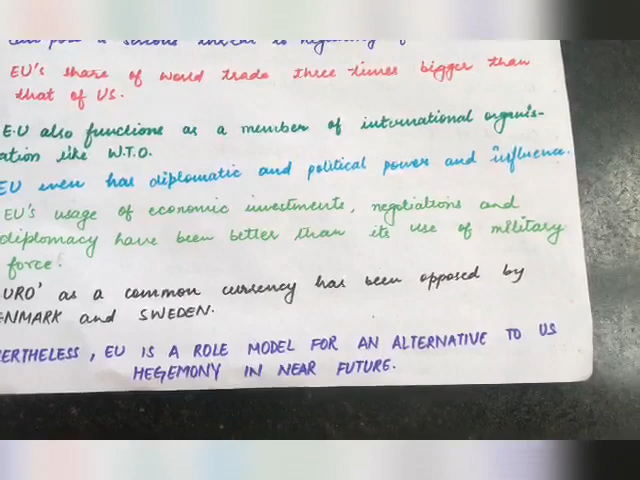 EU's share of world trade three times bigger than
that of US.
E.U also functions as a member of international organis-
ation like W.T.O.
EU even has diplomatic and political power and influence.
EU's usage of economic investments, negotiations and
diplomacy have been better than its use of military
force.
URO' as a common currency has been opposed by
ENMARK and SWEDEN.
ERTHELESS, EU IS A ROLE MODEL FOR AN ALTERNATIVE TO US
HEGEMONY IN NEAR FUTURE.